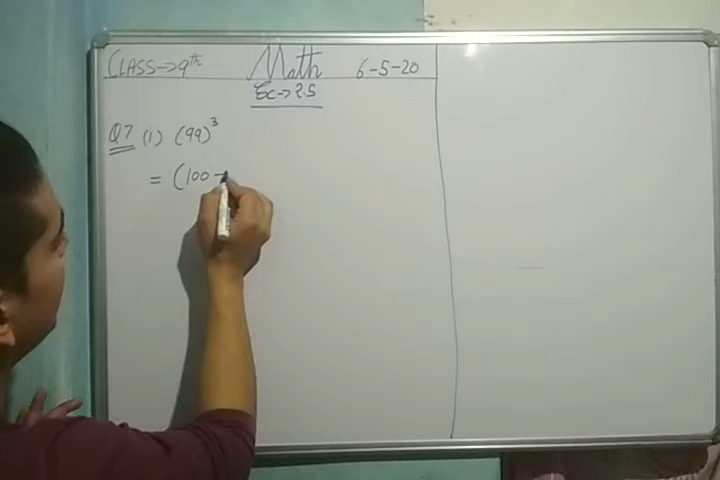 CLASS→9th Math 6-5-20
Ex→2.5
Q7 (i) (99)³
= (100 -